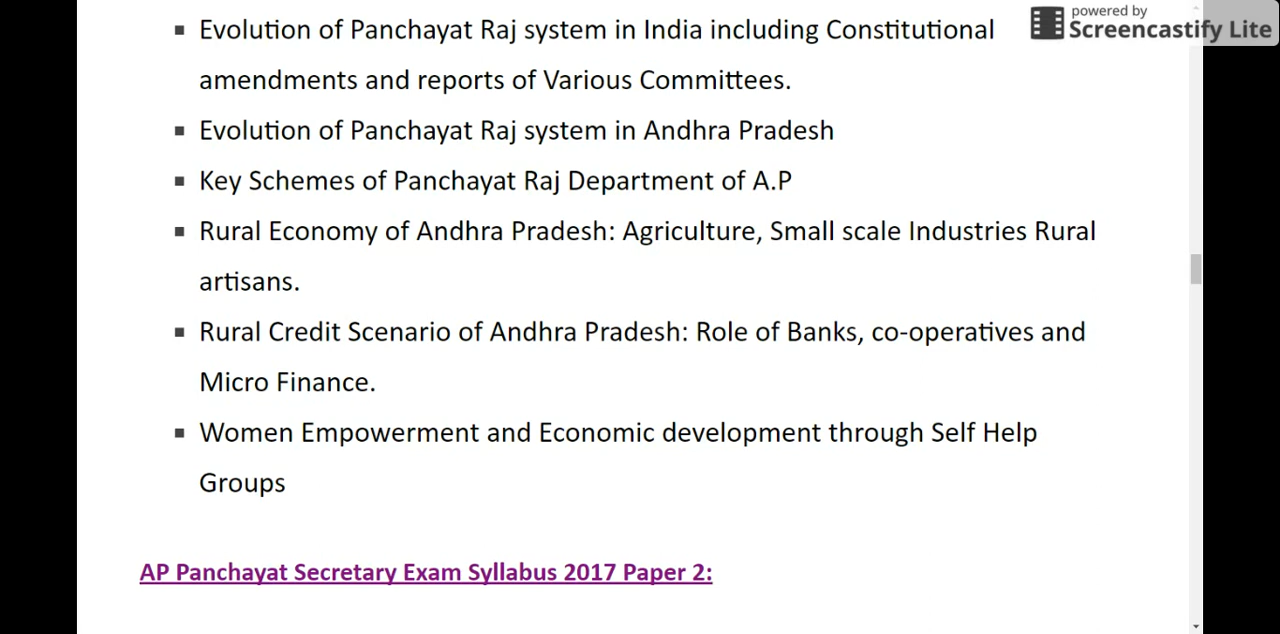 powered by
Screencastify Lite
▪ Evolution of Panchayat Raj system in India including Constitutional
amendments and reports of Various Committees.
▪ Evolution of Panchayat Raj system in Andhra Pradesh
▪ Key Schemes of Panchayat Raj Department of A.P
▪ Rural Economy of Andhra Pradesh: Agriculture, Small scale Industries Rural
artisans.
▪ Rural Credit Scenario of Andhra Pradesh: Role of Banks, co-operatives and
Micro Finance.
▪ Women Empowerment and Economic development through Self Help
Groups
AP Panchayat Secretary Exam Syllabus 2017 Paper 2: